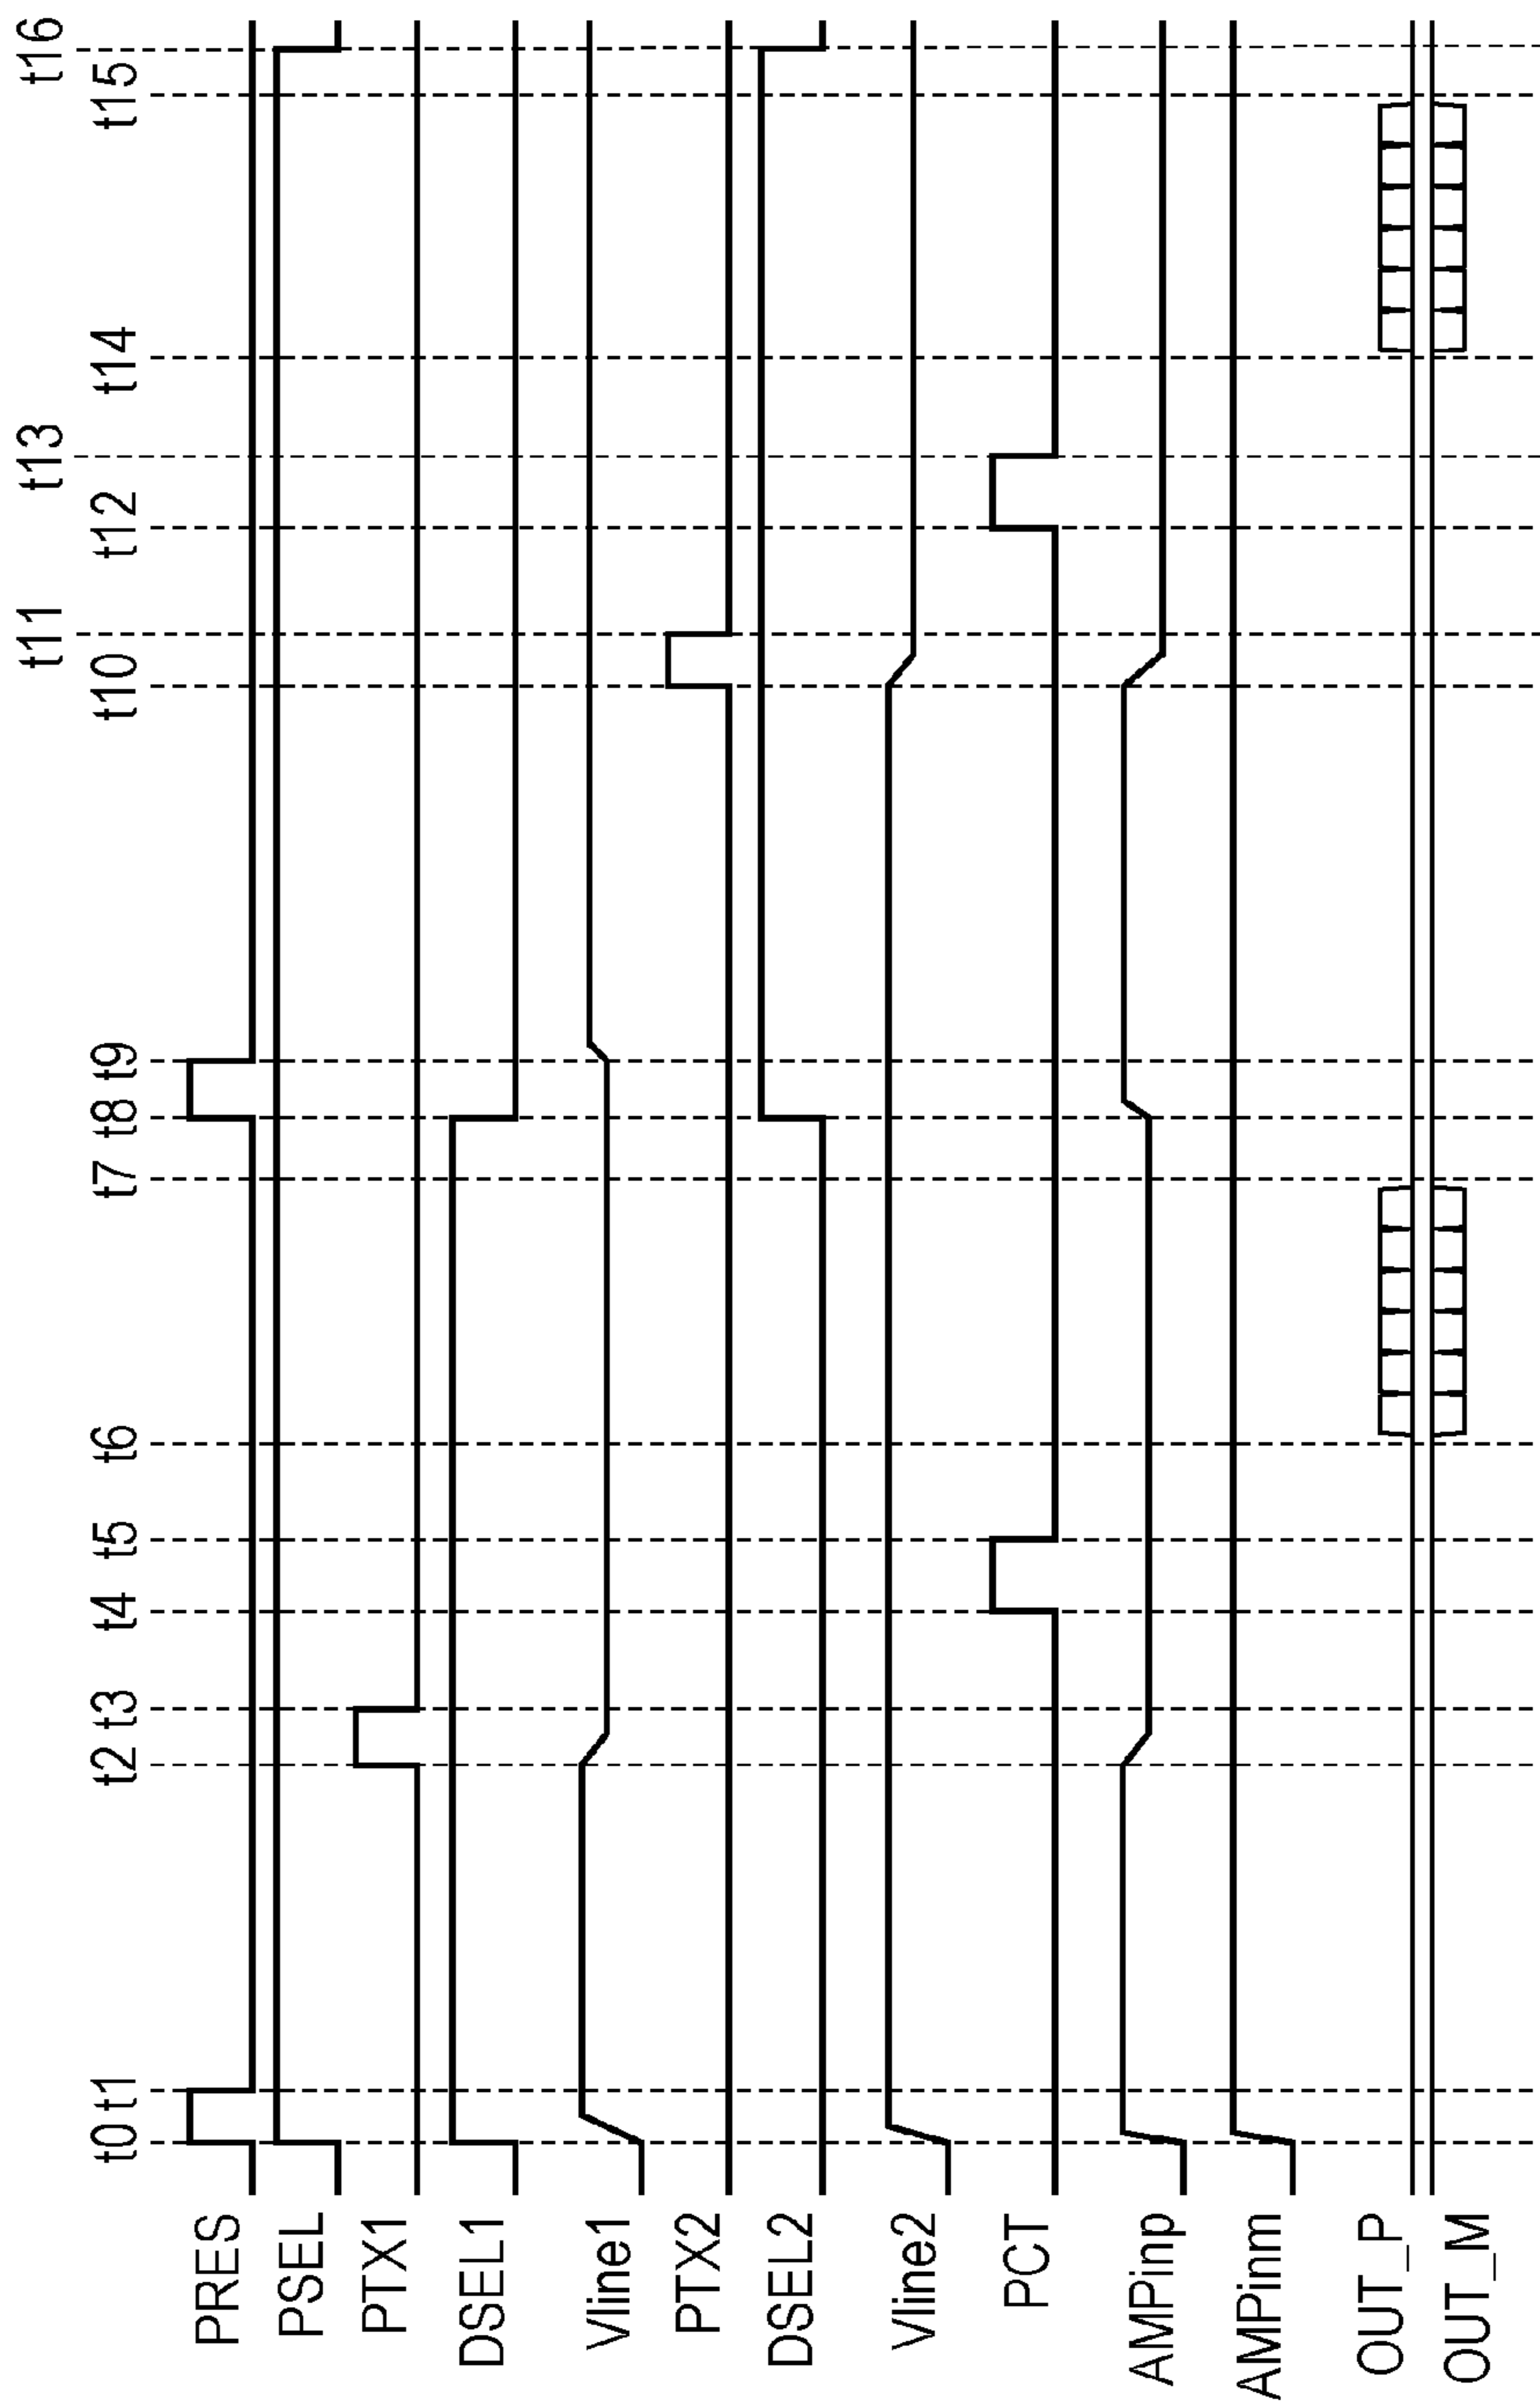 t0 t1 t2 t3 t4 t5 t6 t7 t8 t9 t10 t11 t12 t13 t14 t15 t16
PRES
PSEL
PTX1
DSEL1
Vline1
PTX2
DSEL2
Vline2
PCT
AMPinp
AMPinm
OUT_P
OUT_M